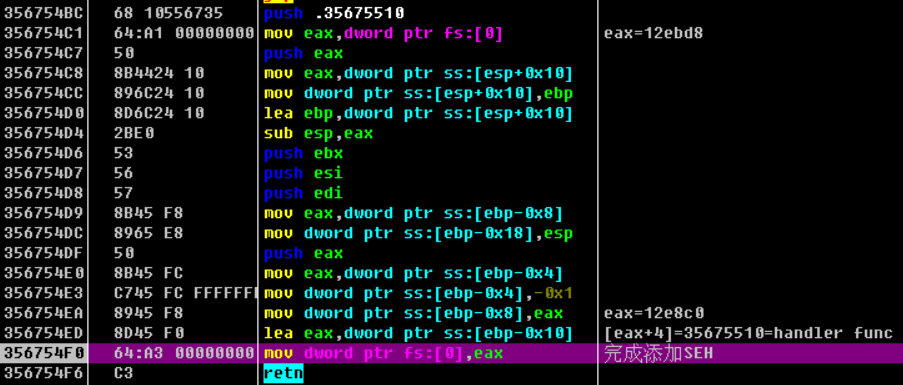 356754BC 68 10556735 push .35675510
356754C1 64:A1 00000000 mov eax,dword ptr fs:[0] eax=12ebd8
356754C7 50 push eax
356754C8 8B4424 10 mov eax,dword ptr ss:[esp+0x10]
356754CC 896C24 10 mov dword ptr ss:[esp+0x10],ebp
356754D0 8D6C24 10 lea ebp,dword ptr ss:[esp+0x10]
356754D4 2BE0 sub esp,eax
356754D6 53 push ebx
356754D7 56 push esi
356754D8 57 push edi
356754D9 8B45 F8 mov eax,dword ptr ss:[ebp-0x8]
356754DC 8965 E8 mov dword ptr ss:[ebp-0x18],esp
356754DF 50 push eax
356754E0 8B45 FC mov eax,dword ptr ss:[ebp-0x4]
356754E3 C745 FC FFFFFF mov dword ptr ss:[ebp-0x4],-0x1
356754EA 8945 F8 mov dword ptr ss:[ebp-0x8],eax eax=12e8c0
356754ED 8D45 F0 lea eax,dword ptr ss:[ebp-0x10] [eax+4]=35675510=handler func
356754F0 64:A3 00000000 mov dword ptr fs:[0],eax 完成添加SEH
356754F6 C3 retn